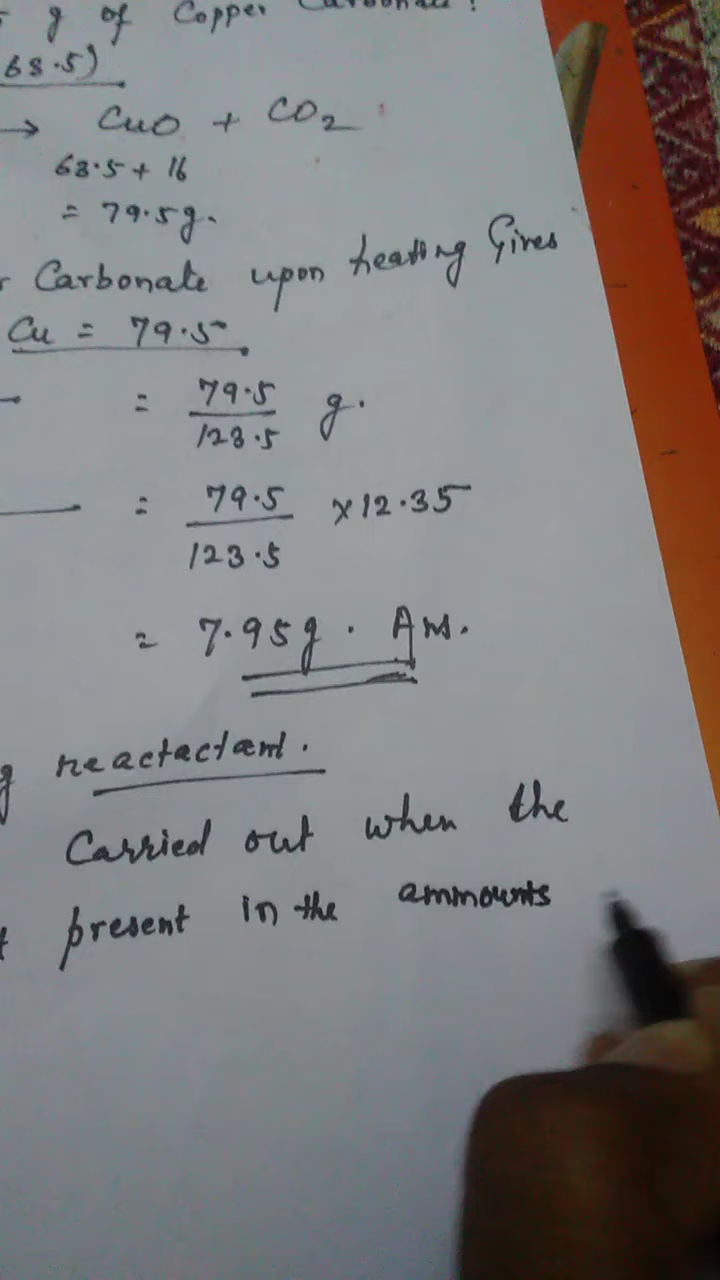 g of Copper Carbonate?
63.5)
→ CuO + CO2
63.5 + 16
= 79.5g.
Carbonate upon heating Gives
Cu = 79.5
= 79.5/123.5 g.
= 79.5/123.5 × 12.35
= 7.95g. Ans.
g reactactant.
Carried out when the
present in the ammounts